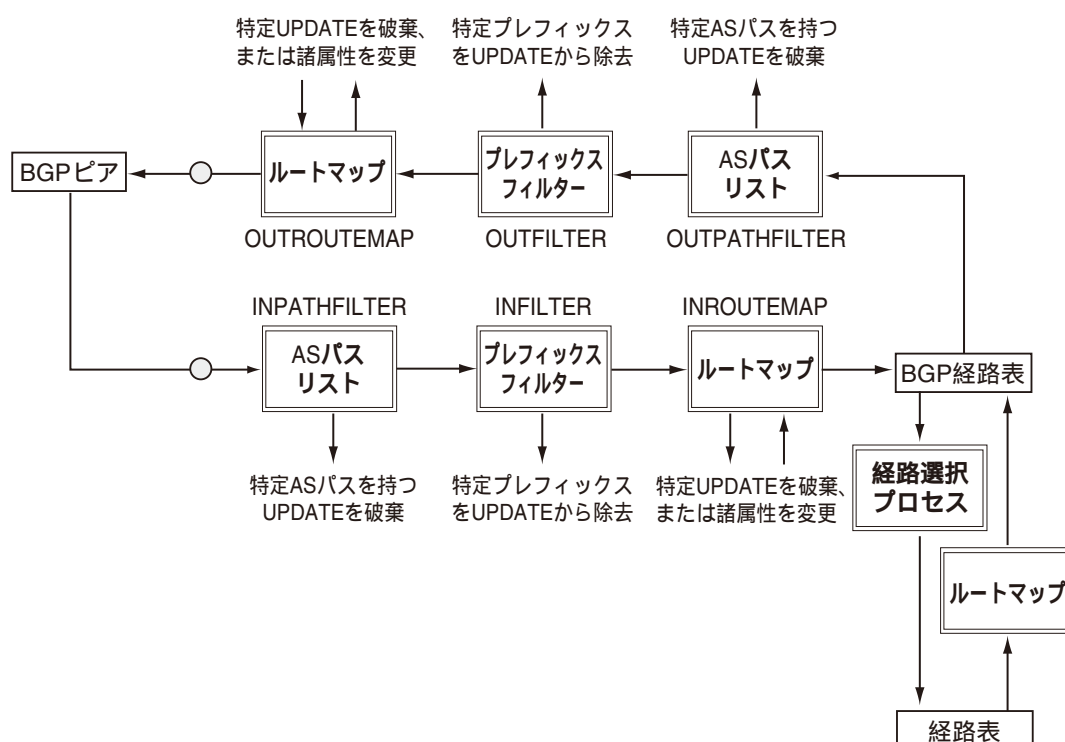 特定UPDATEを破棄、
または諸属性を変更
特定プレフィックス
をUPDATEから除去
特定ASパスを持つ
UPDATEを破棄
BGPピア
ルートマップ
プレフィックス
フィルター
ASパス
リスト
OUTROUTEMAP
OUTFILTER
OUTPATHFILTER
INPATHFILTER
INFILTER
INROUTEMAP
ASパス
リスト
プレフィックス
フィルター
ルートマップ
BGP経路表
特定ASパスを持つ
UPDATEを破棄
特定プレフィックス
をUPDATEから除去
特定UPDATEを破棄、
または諸属性を変更
経路選択
プロセス
ルートマップ
経路表